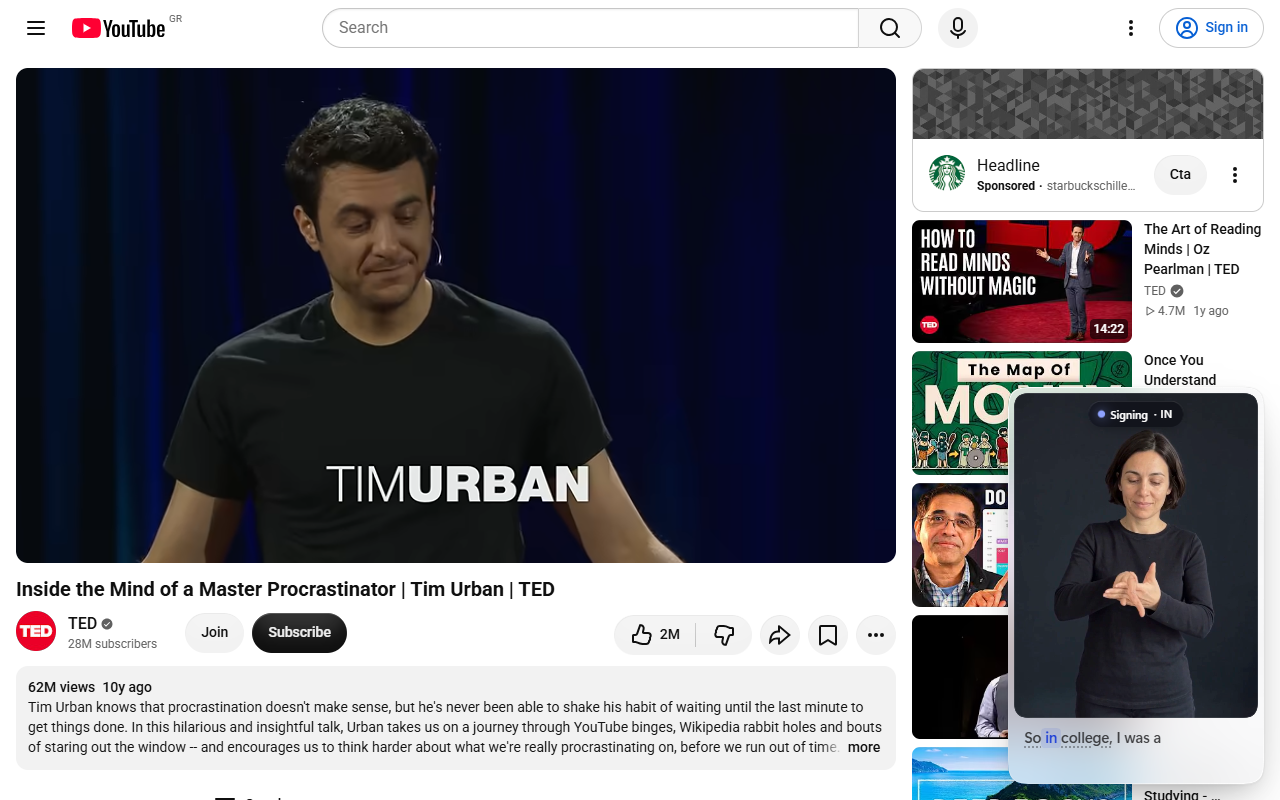 YouTube GR
Search
Sign in
TIMURBAN
Inside the Mind of a Master Procrastinator | Tim Urban | TED
TED
TED
28M subscribers
Join
Subscribe
2M
62M views 10y ago
Tim Urban knows that procrastination doesn't make sense, but he's never been able to shake his habit of waiting until the last minute to
get things done. In this hilarious and insightful talk, Urban takes us on a journey through YouTube binges, Wikipedia rabbit holes and bouts
of staring out the window -- and encourages us to think harder about what we're really procrastinating on, before we run out of time. more
Headline
Sponsored · starbuckschille...
Cta
HOW TO
READ MINDS
WITHOUT MAGIC
TED
14:22
The Art of Reading
Minds | Oz
Pearlman | TED
TED
4.7M 1y ago
The Map Of
Once You
Understand
DO
Signing · IN
So in college, I was a
Studying - ...